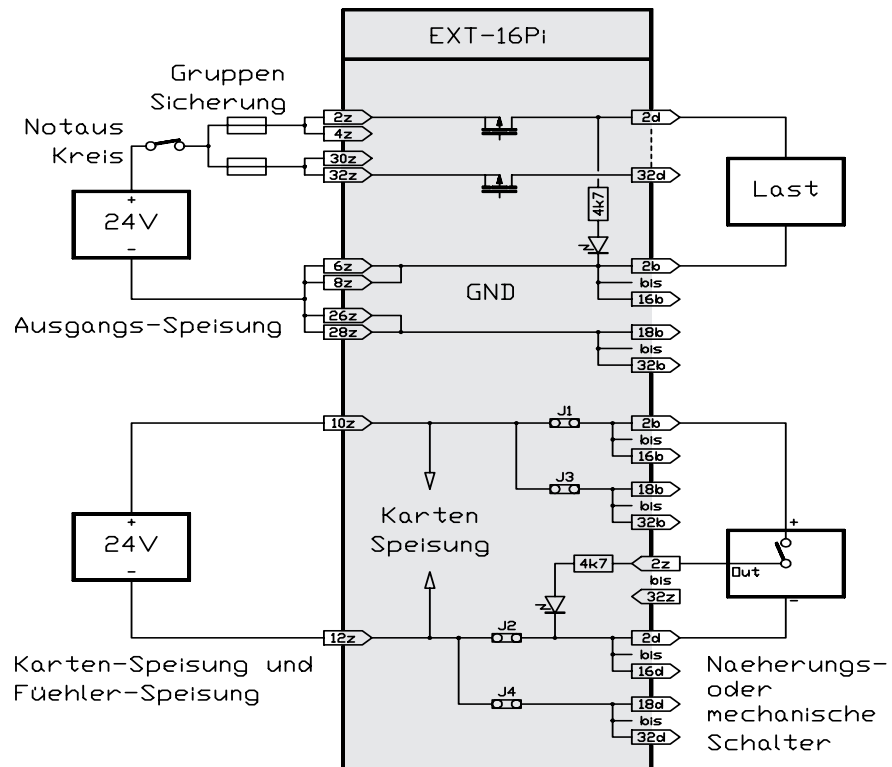 EXT-16Pi
Gruppen
Sicherung
Notaus
Kreis
2z
4z
30z
32z
2d
32d
4k7
Last
+
24V
-
6z
8z
26z
28z
GND
2b
bis
16b
18b
bis
32b
Ausgangs-Speisung
10z
J1
2b
bis
16b
J3
18b
bis
32b
+
24V
-
Karten
Speisung
4k7
2z
bis
32z
+
Out
-
12z
J2
2d
bis
16d
J4
18d
bis
32d
Karten-Speisung und
Füehler-Speisung
Naeherungs-
oder
mechanische
Schalter